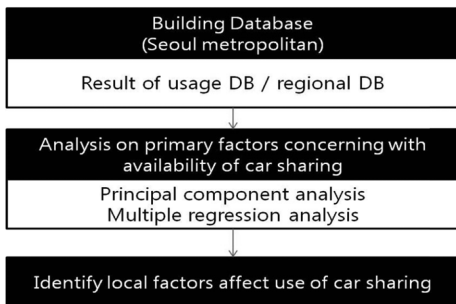 Building Database
(Seoul metropolitan)
Result of usage DB / regional DB
Analysis on primary factors concerning with
availability of car sharing
Principal component analysis
Multiple regression analysis
Identify local factors affect use of car sharing